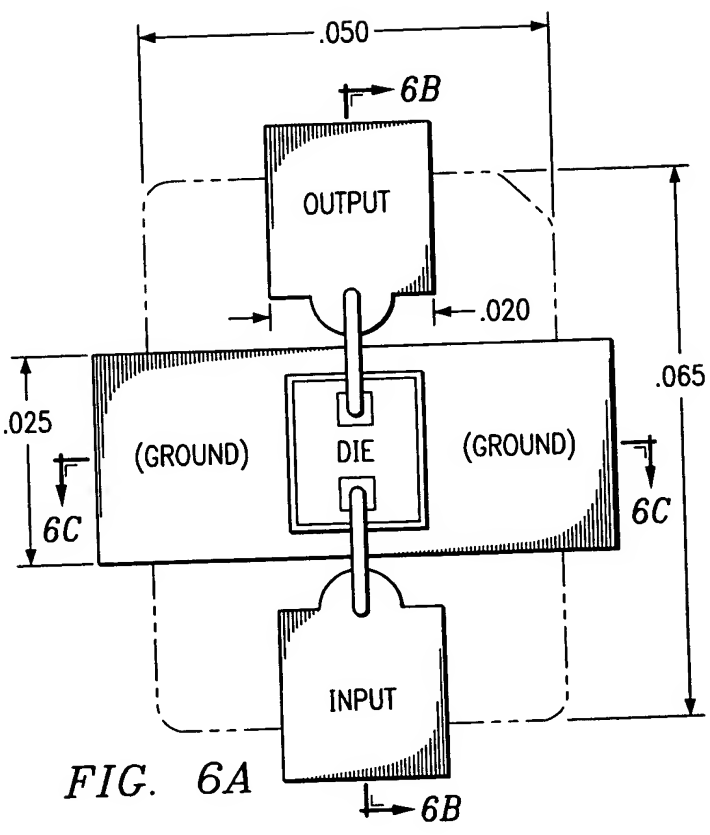 .050
6B
OUTPUT
.020
.065
.025
(GROUND)
DIE
(GROUND)
6C
6C
INPUT
FIG. 6A
6B